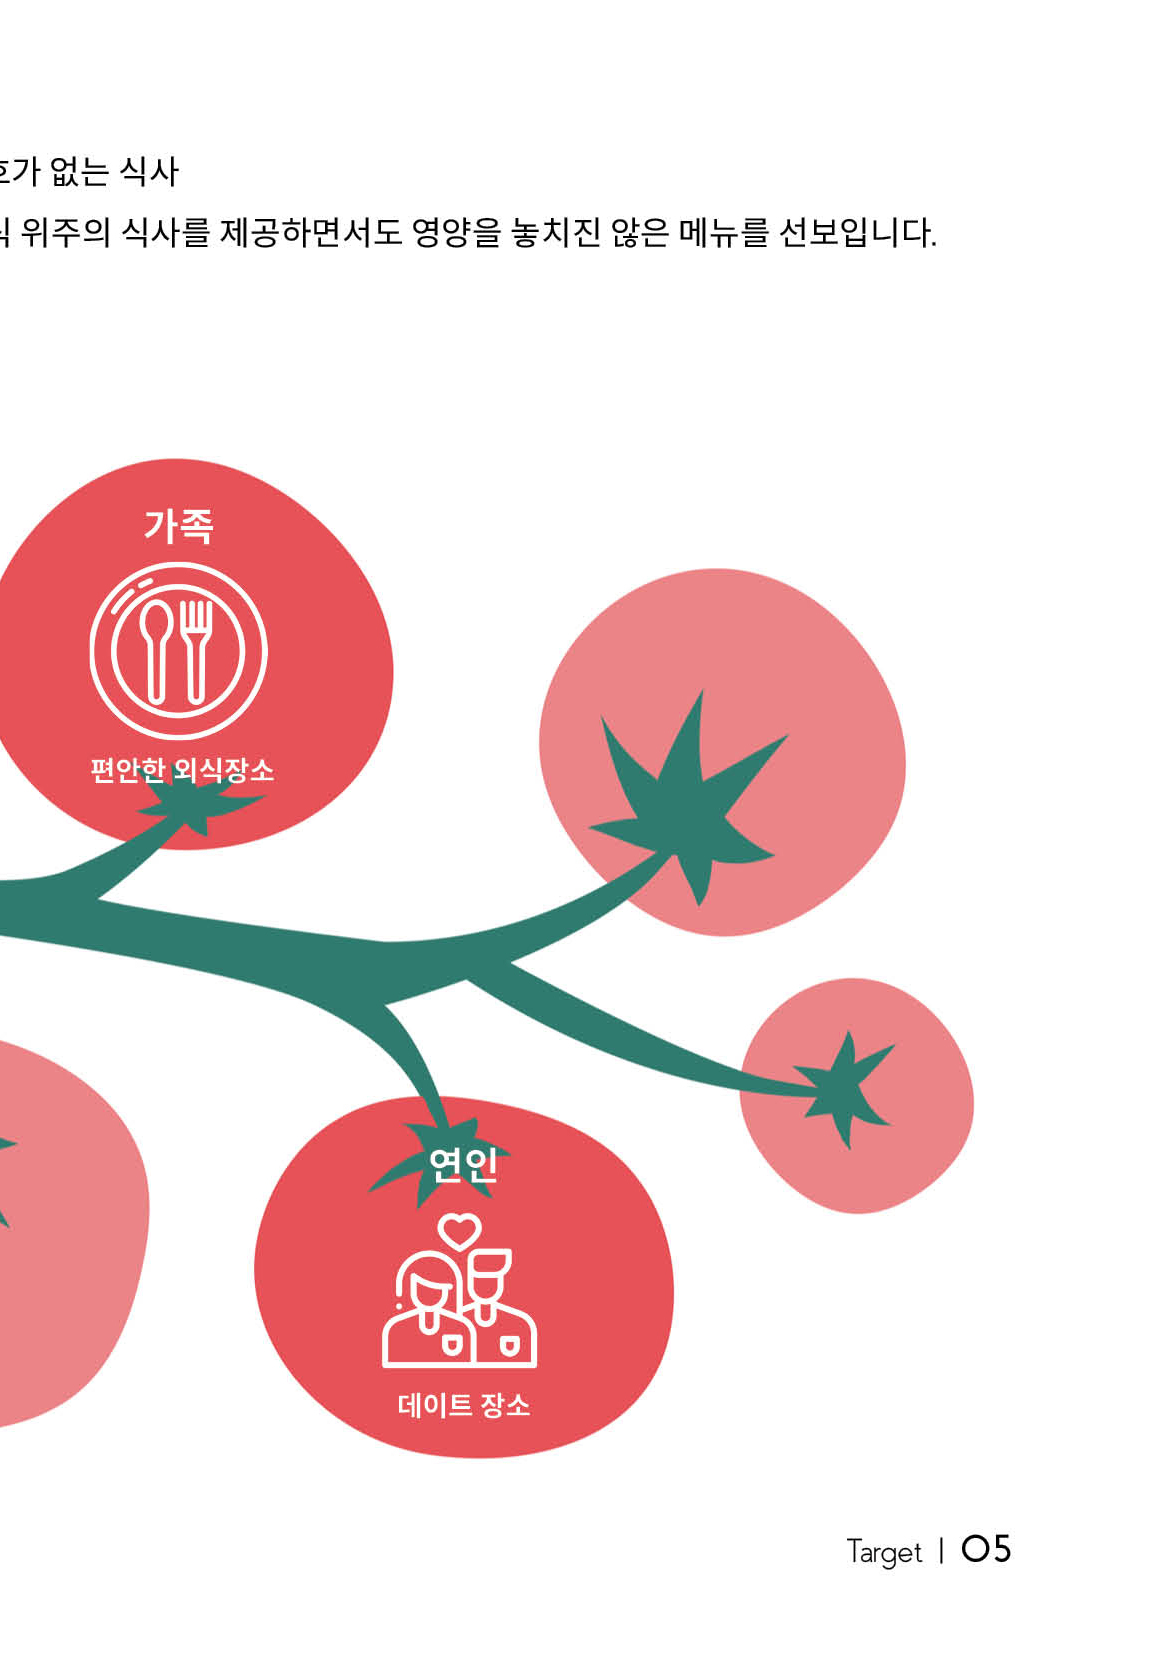 가 없는 식사
위주의 식사를 제공하면서도 영양을 놓치진 않은 메뉴를 선보입니다.
가족
편안한 외식장소
연인
데이트 장소
Target | 05